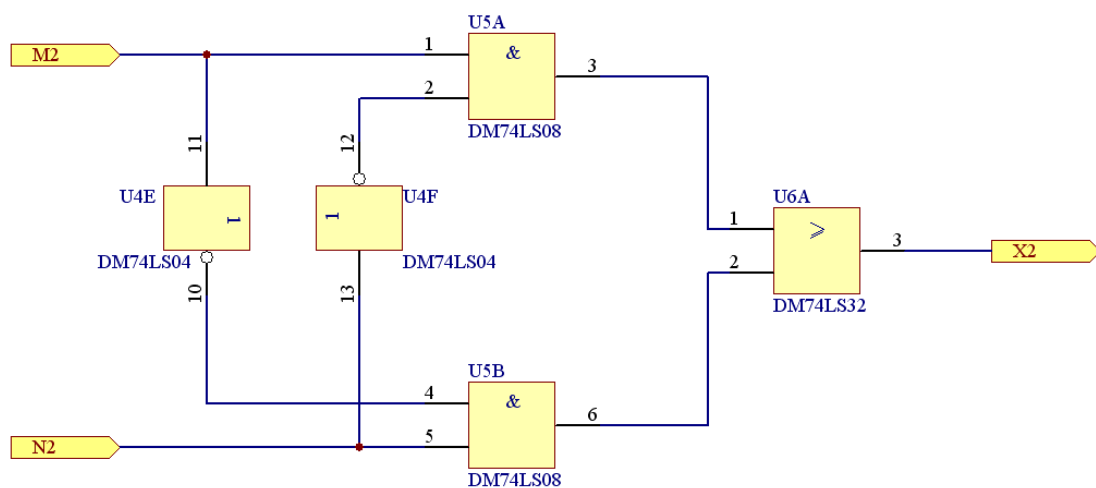 U5A
M2
1
&
3
2
DM74LS08
11
12
U4E
1
1
U4F
U6A
DM74LS04
DM74LS04
1
≥
3
X2
2
10
13
DM74LS32
U5B
4
&
6
N2
5
DM74LS08